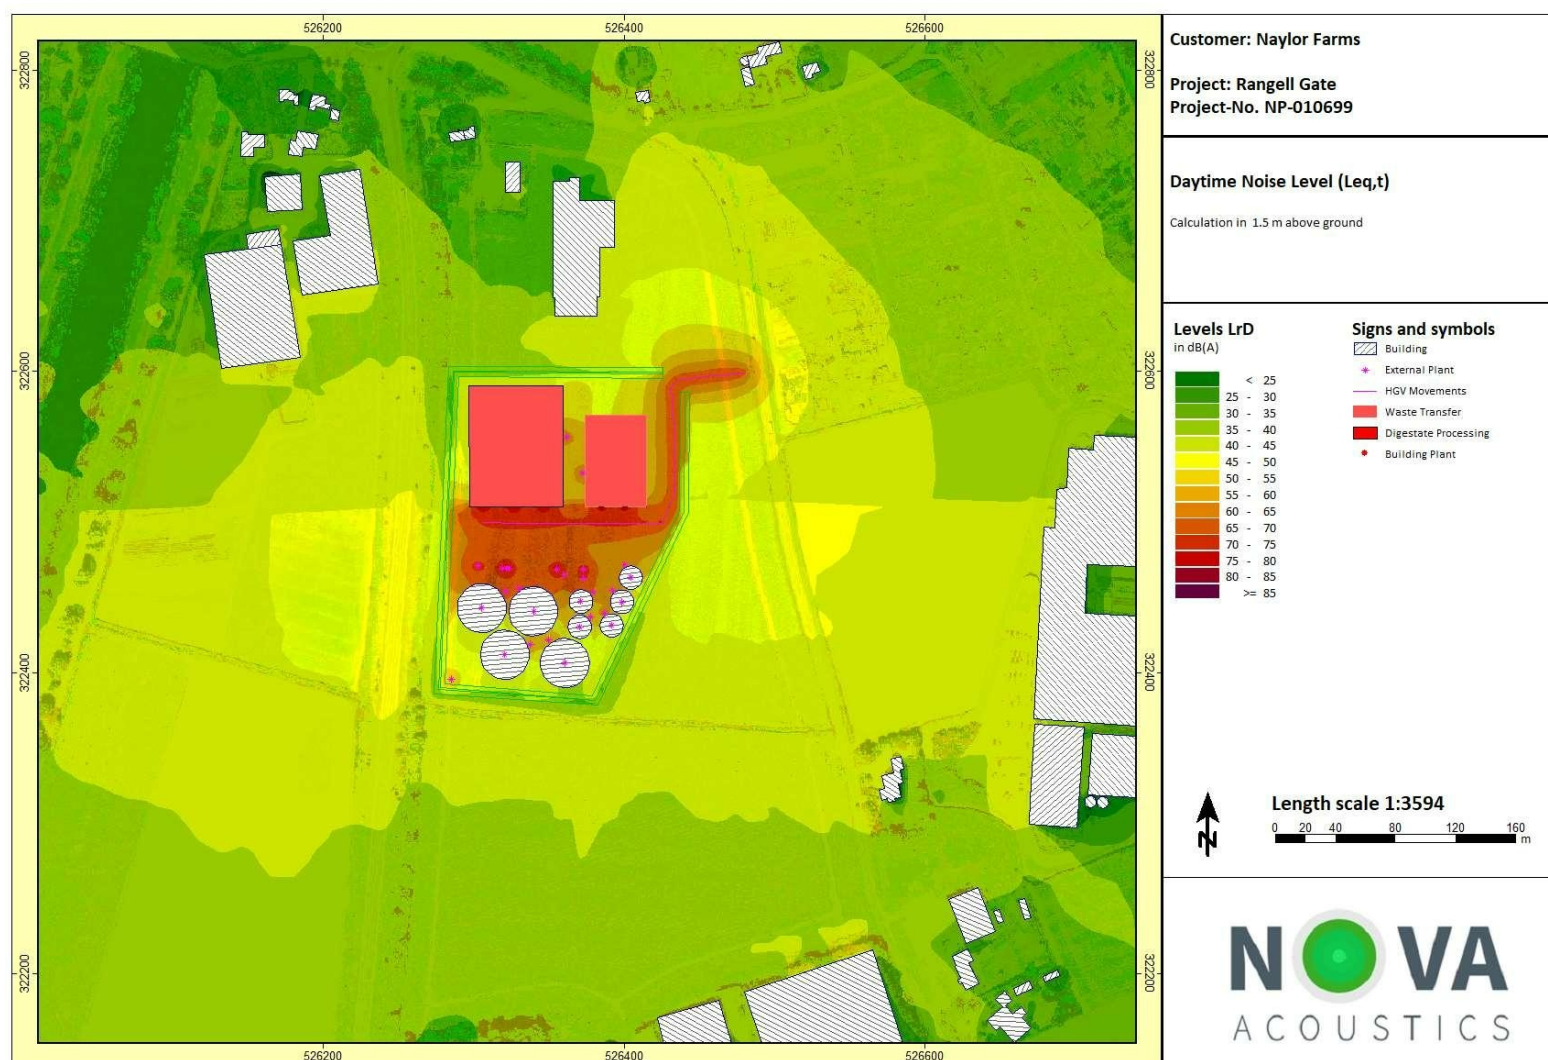 526200
526400
526600
322800
322800
322600
322600
322400
322400
322200
322200
526200
526400
526600
Customer: Naylor Farms
Project: Rangell Gate
Project-No. NP-010699
Daytime Noise Level (Leq,t)
Calculation in 1.5 m above ground
Levels LrD
in dB(A)
< 25
25 - 30
30 - 35
35 - 40
40 - 45
45 - 50
50 - 55
55 - 60
60 - 65
65 - 70
70 - 75
75 - 80
80 - 85
>= 85
Signs and symbols
Building
External Plant
HGV Movements
Waste Transfer
Digestate Processing
Building Plant
N
Length scale 1:3594
0 20 40 80 120 160
m
NOVA
ACOUSTICS